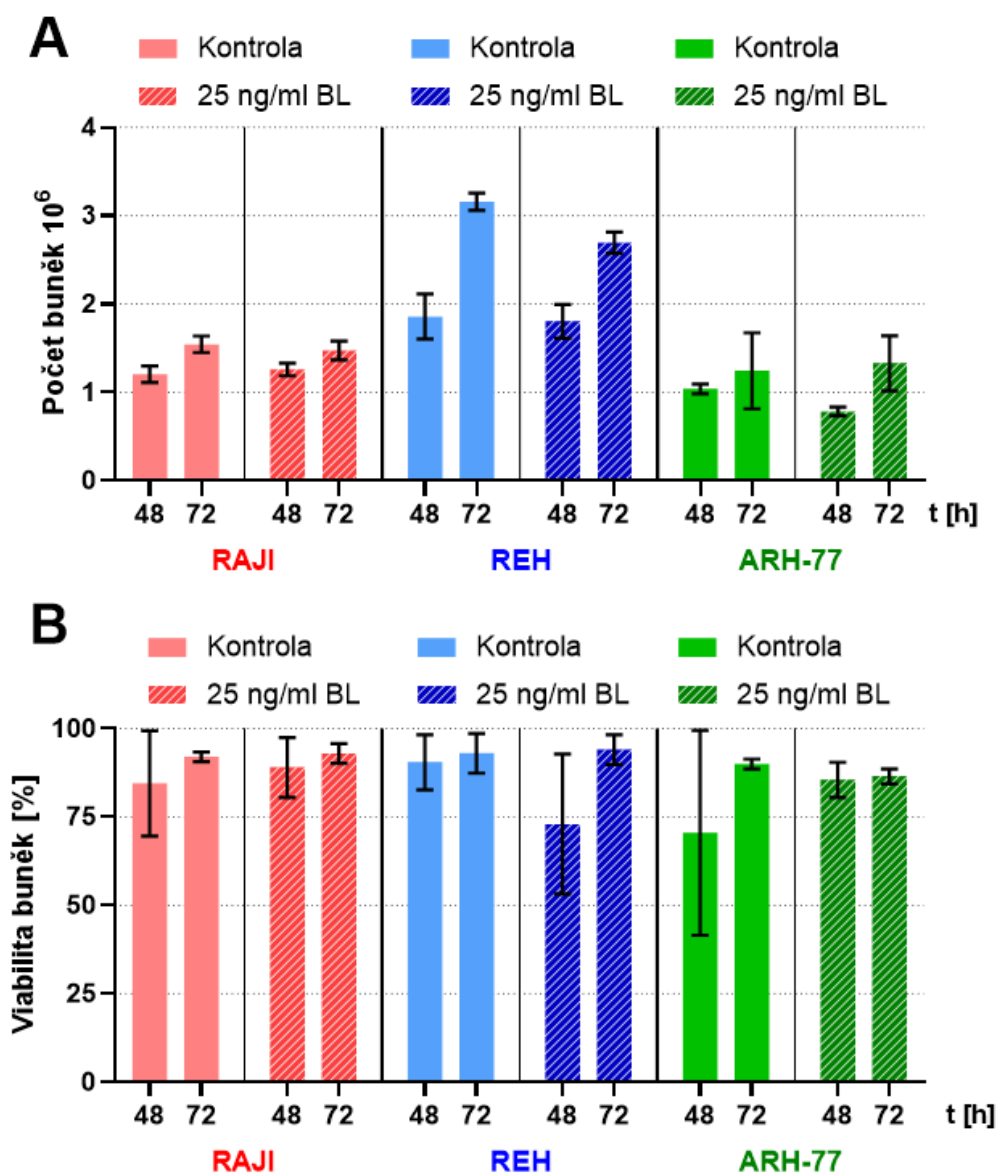 A
Kontrola Kontrola Kontrola
25 ng/ml BL 25 ng/ml BL 25 ng/ml BL
Počet buněk 10⁶
4
3
2
1
0
48 72 48 72 48 72 48 72 48 72 48 72 t [h]
RAJI REH ARH-77
B
Kontrola Kontrola Kontrola
25 ng/ml BL 25 ng/ml BL 25 ng/ml BL
Viabilita buněk [%]
100
75
50
25
0
48 72 48 72 48 72 48 72 48 72 48 72 t [h]
RAJI REH ARH-77